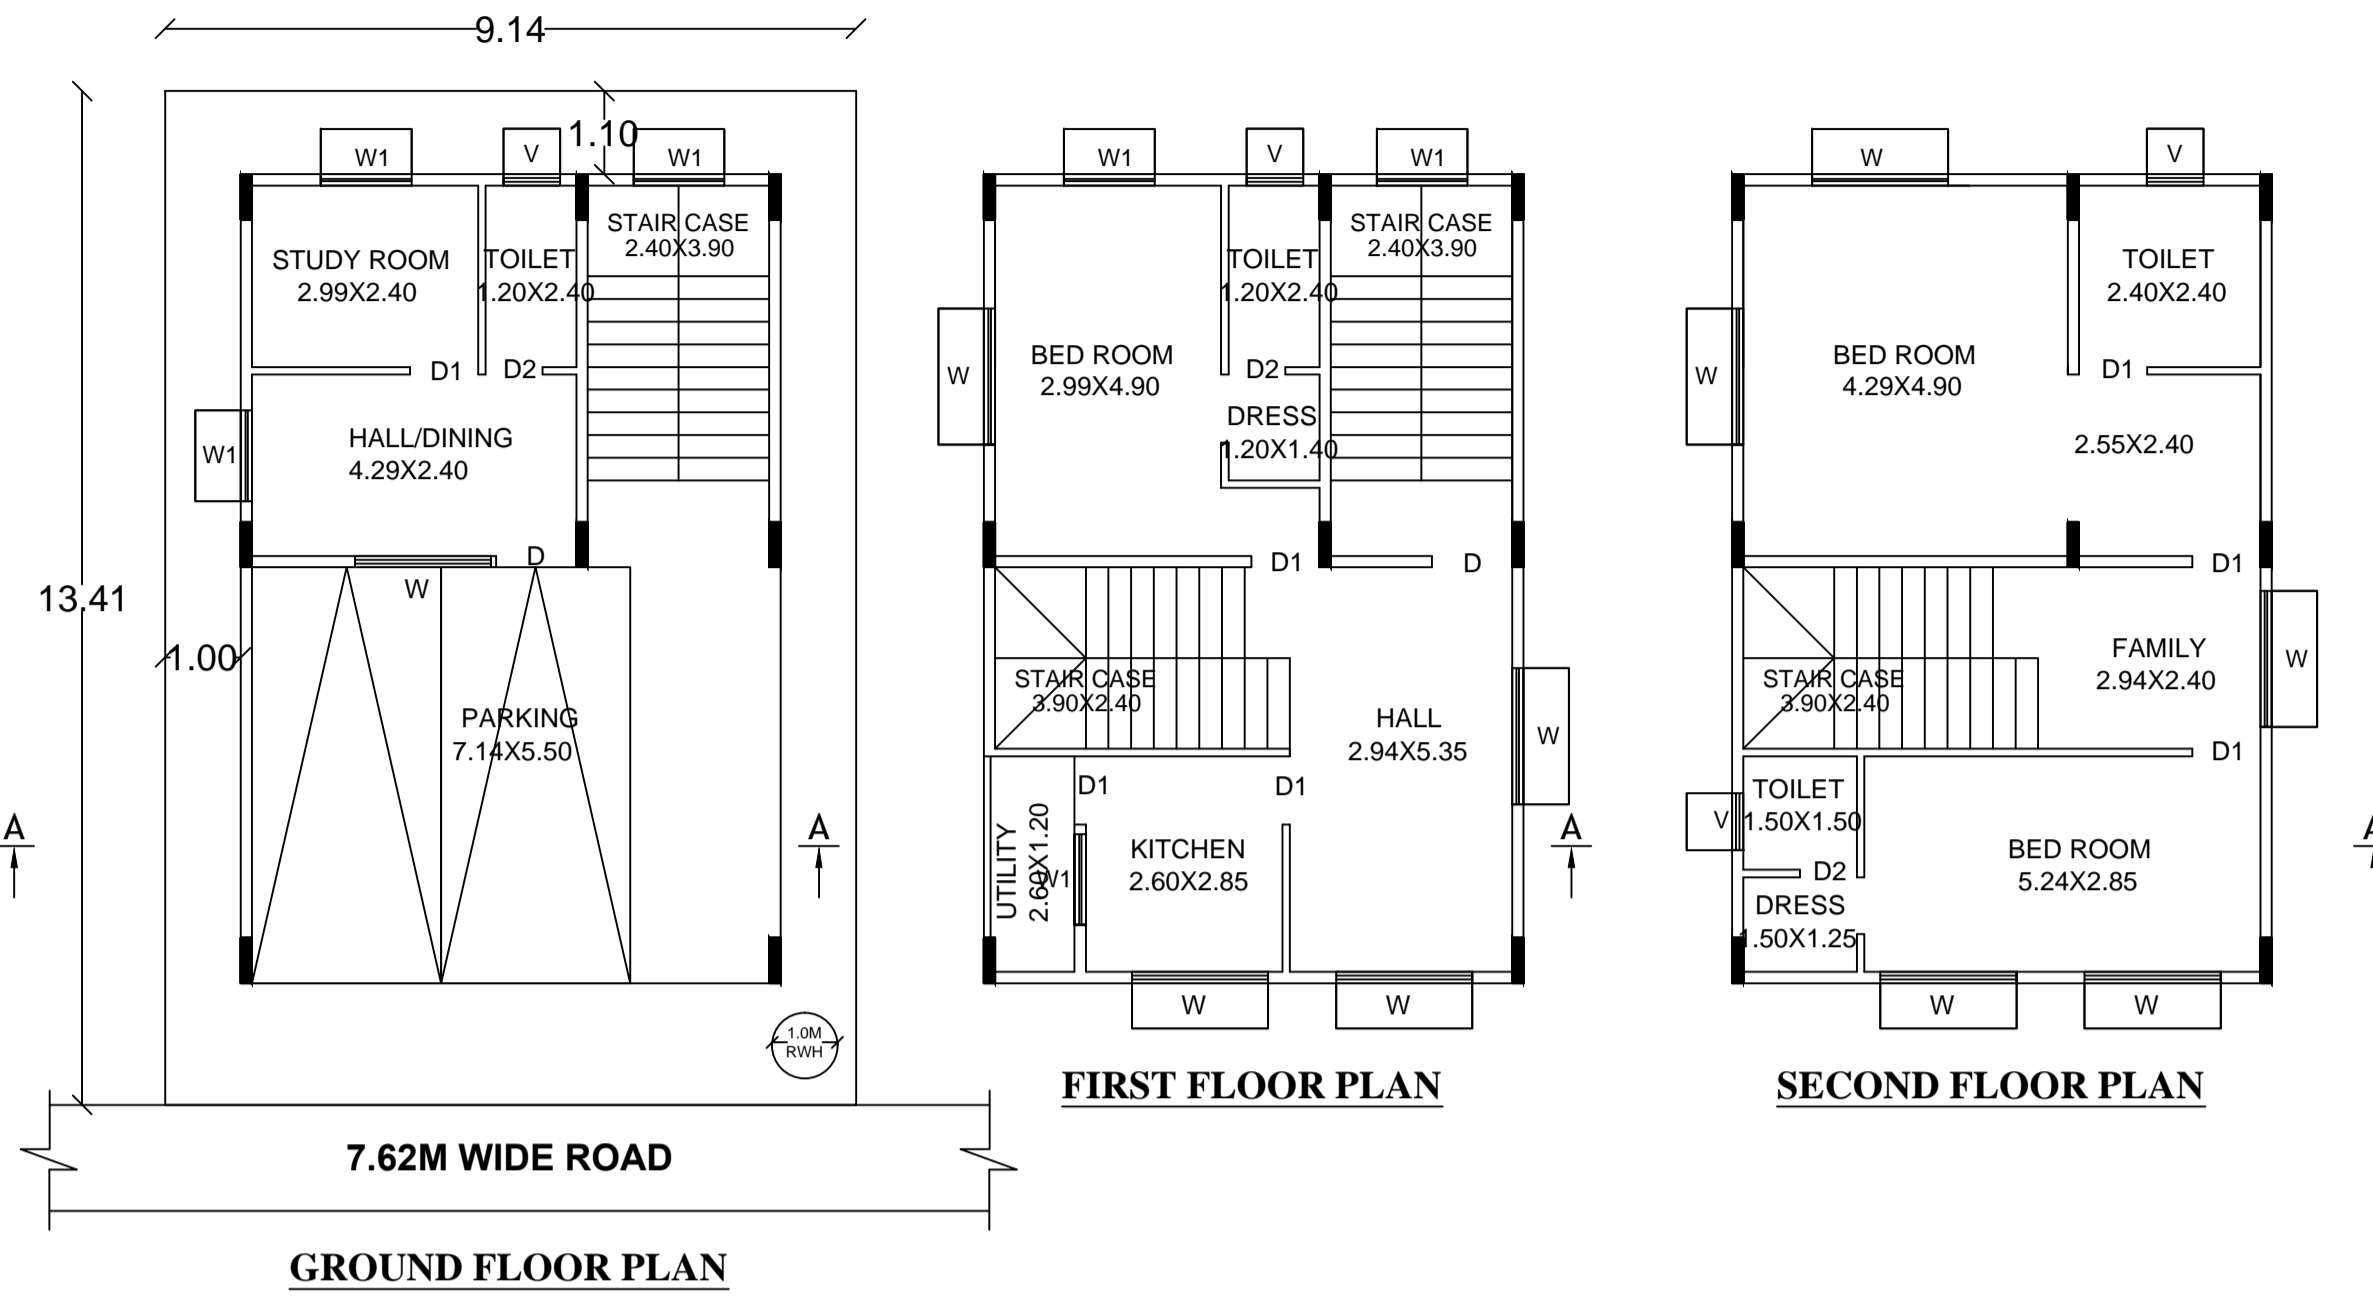 9.14
1.10
W1
V
W1
STUDY ROOM
2.99X2.40
TOILET
1.20X2.40
STAIR CASE
2.40X3.90
D1
D2
W1
HALL/DINING
4.29X2.40
D
W
13.41
1.00
PARKING
7.14X5.50
A
A
1.0M
RWH
7.62M WIDE ROAD
GROUND FLOOR PLAN
W1
V
W1
STAIR CASE
2.40X3.90
TOILET
1.20X2.40
BED ROOM
2.99X4.90
W
D2
DRESS
1.20X1.40
D1
D
STAIR CASE
3.90X2.40
HALL
2.94X5.35
W
D1
D1
UTILITY
2.60X1.20
W1
KITCHEN
2.60X2.85
A
W
W
FIRST FLOOR PLAN
W
V
TOILET
2.40X2.40
BED ROOM
4.29X4.90
W
D1
2.55X2.40
D1
FAMILY
2.94X2.40
W
STAIR CASE
3.90X2.40
D1
TOILET
1.50X1.50
V
D2
DRESS
1.50X1.25
BED ROOM
5.24X2.85
A
W
W
SECOND FLOOR PLAN